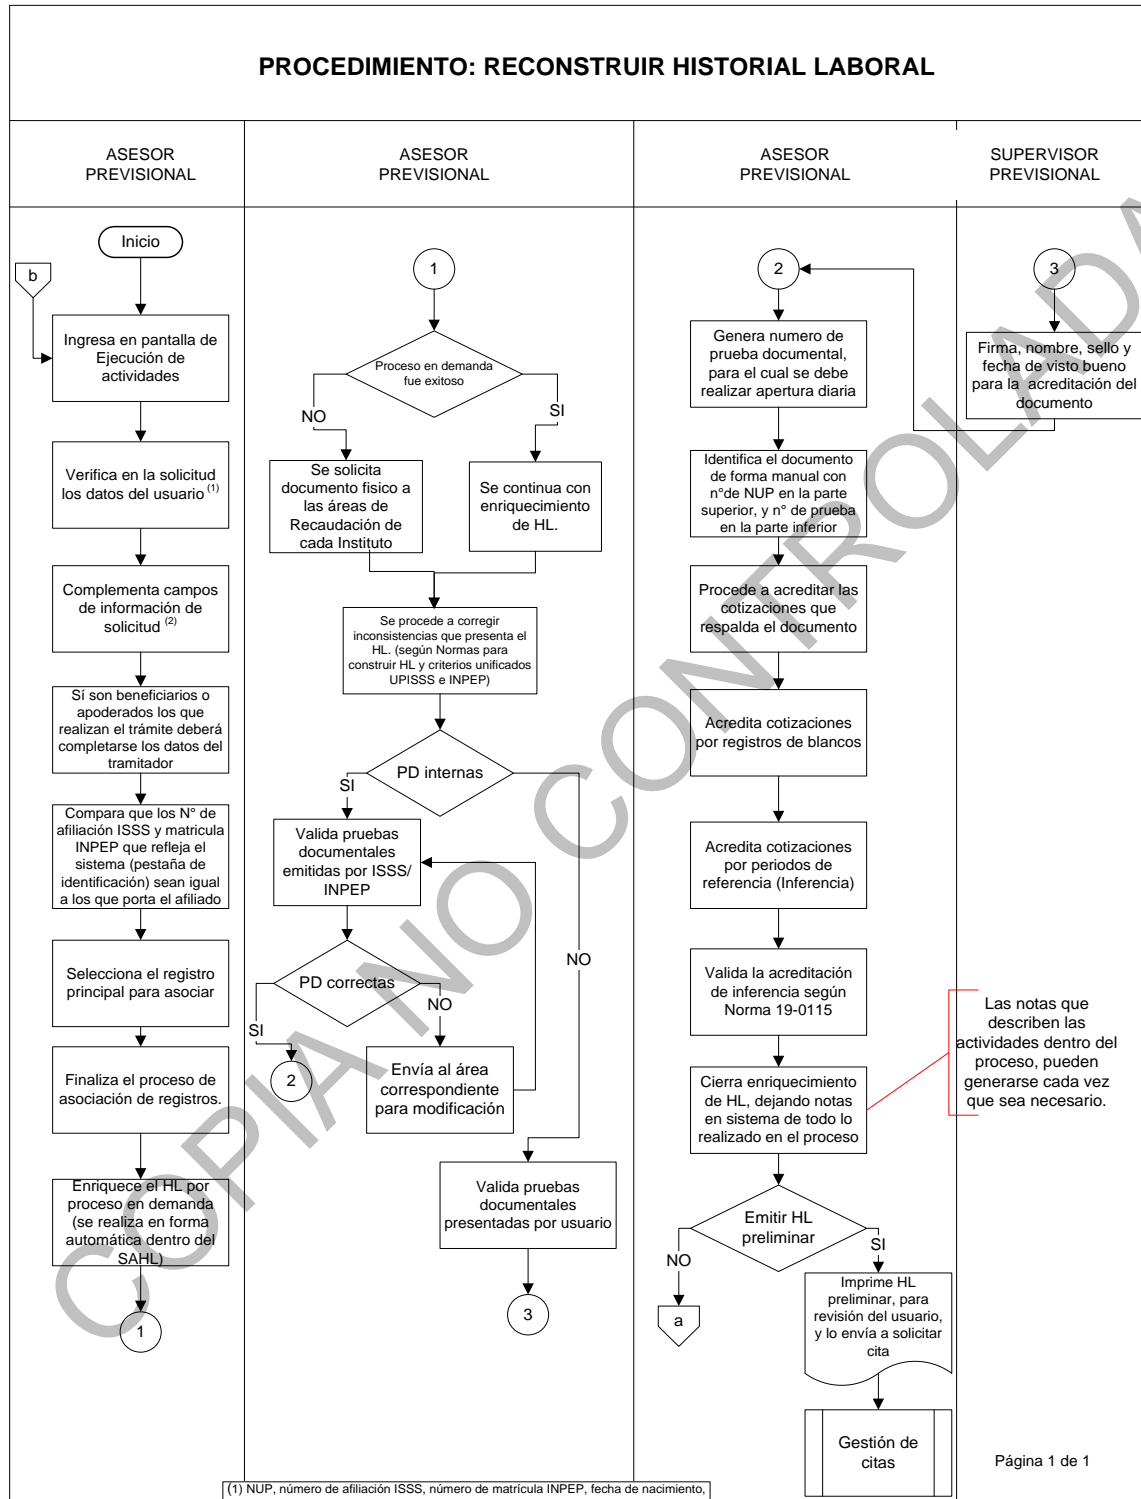 PROCEDIMIENTO: RECONSTRUIR HISTORIAL LABORAL
ASESOR
PREVISIONAL
ASESOR
PREVISIONAL
ASESOR
PREVISIONAL
SUPERVISOR
PREVISIONAL
Inicio
b
Ingresa en pantalla de
Ejecución de
actividades
Verifica en la solicitud
los datos del usuario (1)
Complementa campos
de información de
solicitud (2)
Sí son beneficiarios o
apoderados los que
realizan el trámite deberá
completarse los datos del
tramitador
Compara que los N° de
afiliación ISSS y matricula
INPEP que refleja el
sistema (pestaña de
identificación) sean igual
a los que porta el afiliado
Selecciona el registro
principal para asociar
Finaliza el proceso de
asociación de registros.
Enriquece el HL por
proceso en demanda
(se realiza en forma
automática dentro del
SAHL)
1
1
Proceso en demanda
fue exitoso
NO
SI
Se solicita
documento fisico a
las áreas de
Recaudación de
cada Instituto
Se continua con
enriquecimiento
de HL.
Se procede a corregir
inconsistencias que presenta el
HL. (según Normas para
construir HL y criterios unificados
UPISSS e INPEP)
PD internas
SI
NO
Valida pruebas
documentales
emitidas por ISSS/
INPEP
PD correctas
SI
NO
2
Envía al área
correspondiente
para modificación
Valida pruebas
documentales
presentadas por usuario
3
2
Genera numero de
prueba documental,
para el cual se debe
realizar apertura diaria
Identifica el documento
de forma manual con
n°de NUP en la parte
superior, y n° de prueba
en la parte inferior
Procede a acreditar las
cotizaciones que
respalda el documento
Acredita cotizaciones
por registros de blancos
Acredita cotizaciones
por periodos de
referencia (Inferencia)
Valida la acreditación
de inferencia según
Norma 19-0115
Cierra enriquecimiento
de HL, dejando notas
en sistema de todo lo
realizado en el proceso
Emitir HL
preliminar
NO
SI
a
Imprime HL
preliminar, para
revisión del usuario,
y lo envía a solicitar
cita
Gestión de
citas
3
Firma, nombre, sello y
fecha de visto bueno
para la acreditación del
documento
Las notas que
describen las
actividades dentro del
proceso, pueden
generarse cada vez
que sea necesario.
Página 1 de 1
(1) NUP, número de afiliación ISSS, número de matrícula INPEP, fecha de nacimiento,
COPIA NO CONTROLADA